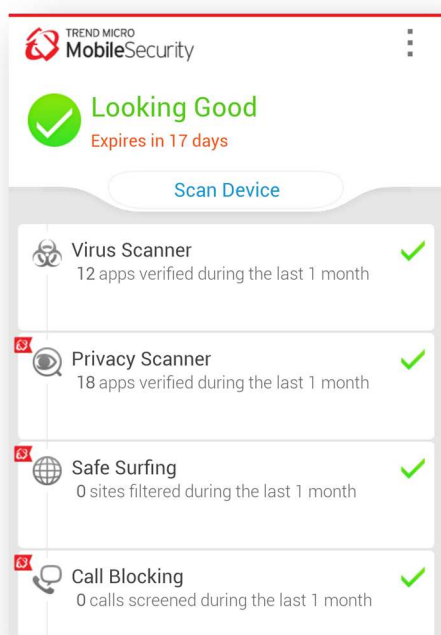 TREND MICRO
MobileSecurity
Looking Good
Expires in 17 days
Scan Device
Virus Scanner
12 apps verified during the last 1 month
Privacy Scanner
18 apps verified during the last 1 month
Safe Surfing
0 sites filtered during the last 1 month
Call Blocking
0 calls screened during the last 1 month